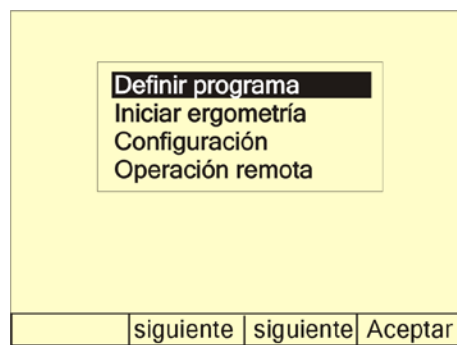 Definir programa
Iniciar ergometría
Configuración
Operación remota
siguiente siguiente Aceptar